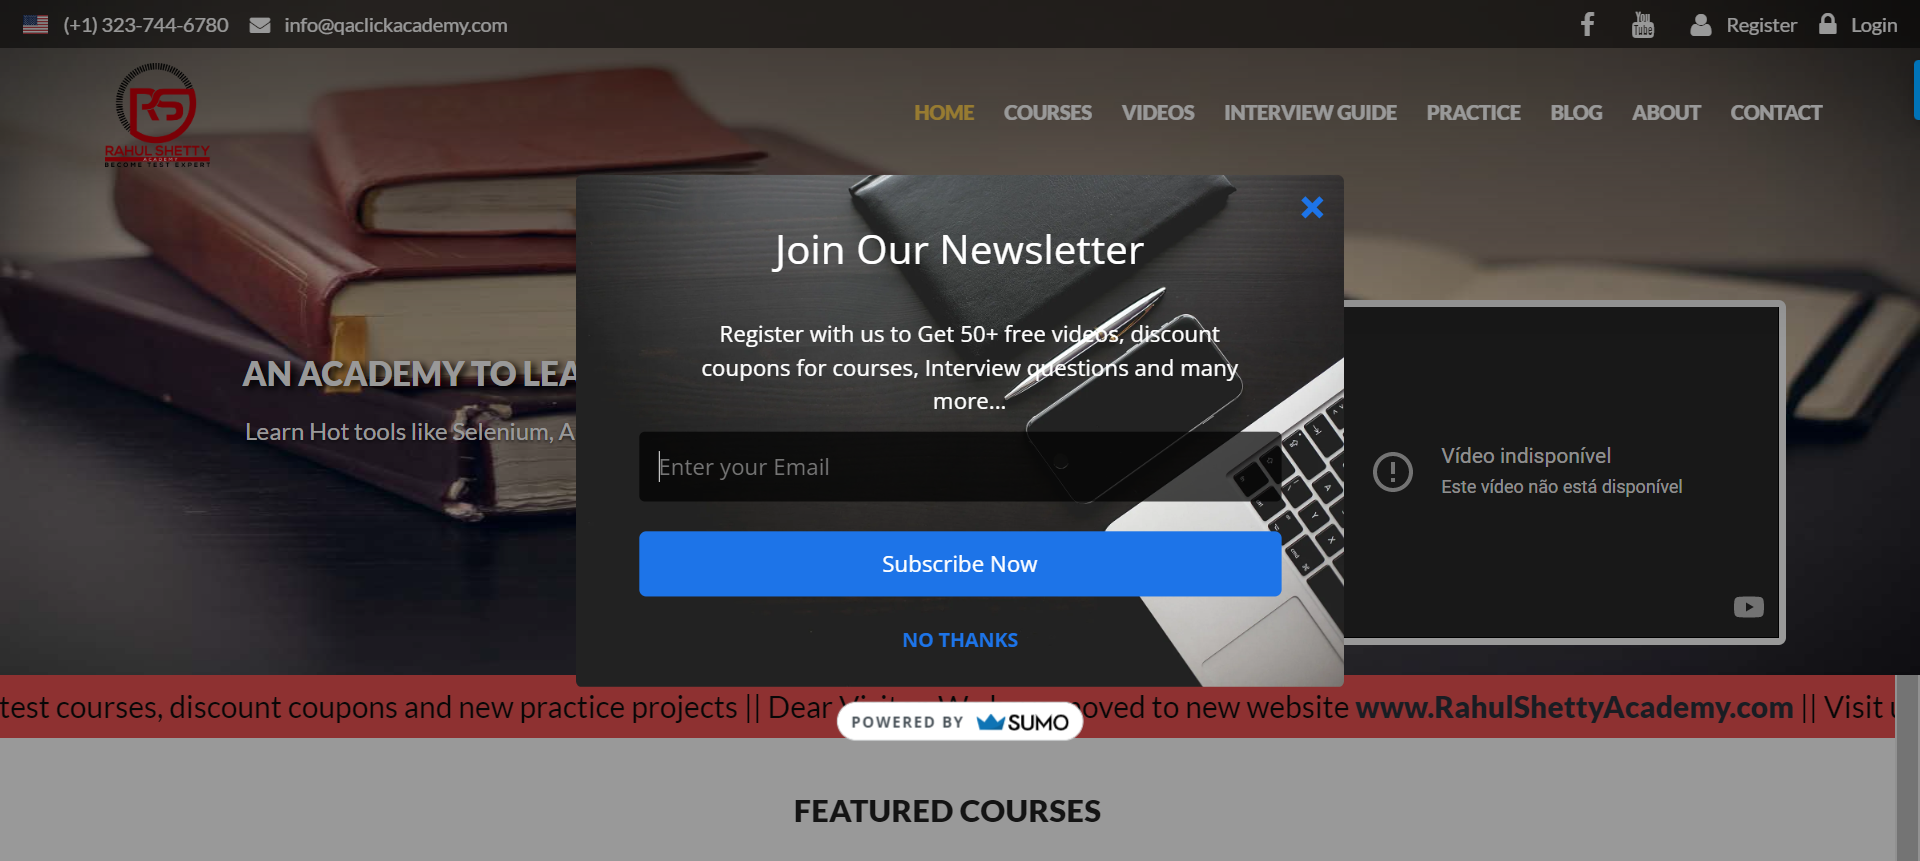 (+1) 323-744-6780 info@qaclickacademy.com
You Tube Register Login
RS
RAHUL SHETTY
ACADEMY
BECOME TEST EXPERT
HOME COURSES VIDEOS INTERVIEW GUIDE PRACTICE BLOG ABOUT CONTACT
Join Our Newsletter
Register with us to Get 50+ free videos, discount
coupons for courses, Interview questions and many
more...
Enter your Email
Subscribe Now
NO THANKS
AN ACADEMY TO LEA
Learn Hot tools like Selenium, A
Vídeo indisponível
Este vídeo não está disponível
test courses, discount coupons and new practice projects || Dear oved to new website www.RahulShettyAcademy.com || Visit
POWERED BY SUMO
FEATURED COURSES